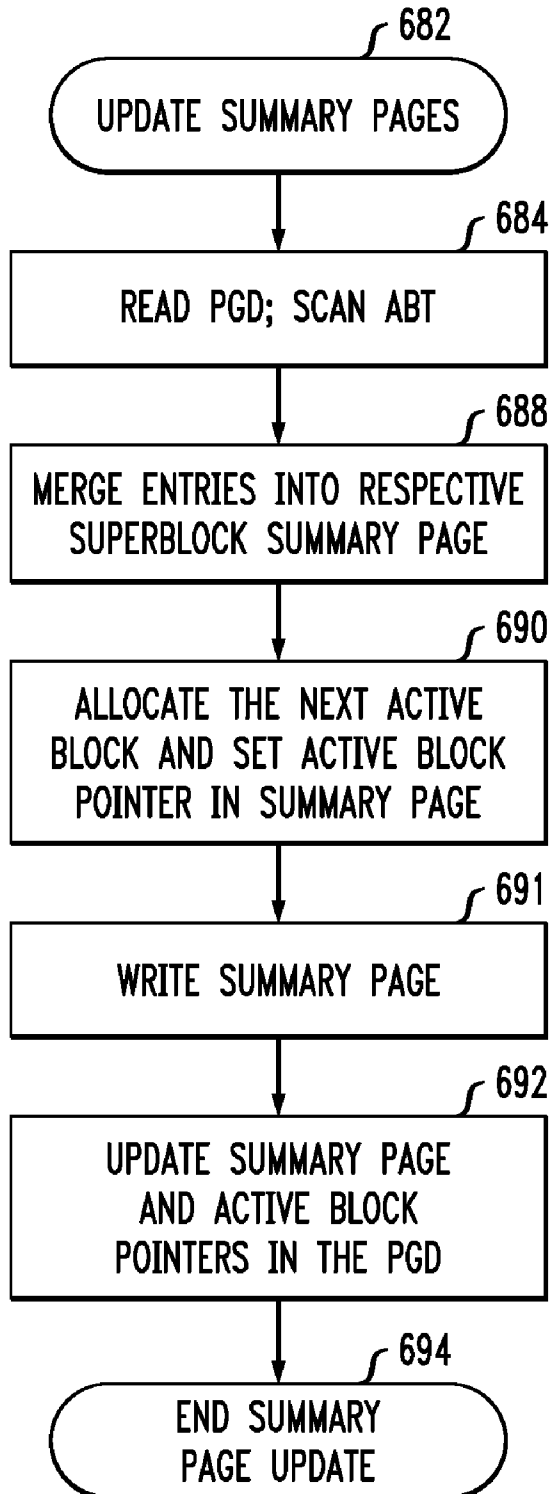 682
UPDATE SUMMARY PAGES
684
READ PGD; SCAN ABT
688
MERGE ENTRIES INTO RESPECTIVE
SUPERBLOCK SUMMARY PAGE
690
ALLOCATE THE NEXT ACTIVE
BLOCK AND SET ACTIVE BLOCK
POINTER IN SUMMARY PAGE
691
WRITE SUMMARY PAGE
692
UPDATE SUMMARY PAGE
AND ACTIVE BLOCK
POINTERS IN THE PGD
694
END SUMMARY
PAGE UPDATE